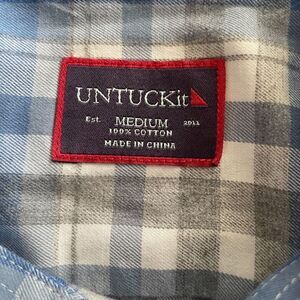 UNTUCKit
Est. MEDIUM 2011
100% COTTON
MADE IN CHINA